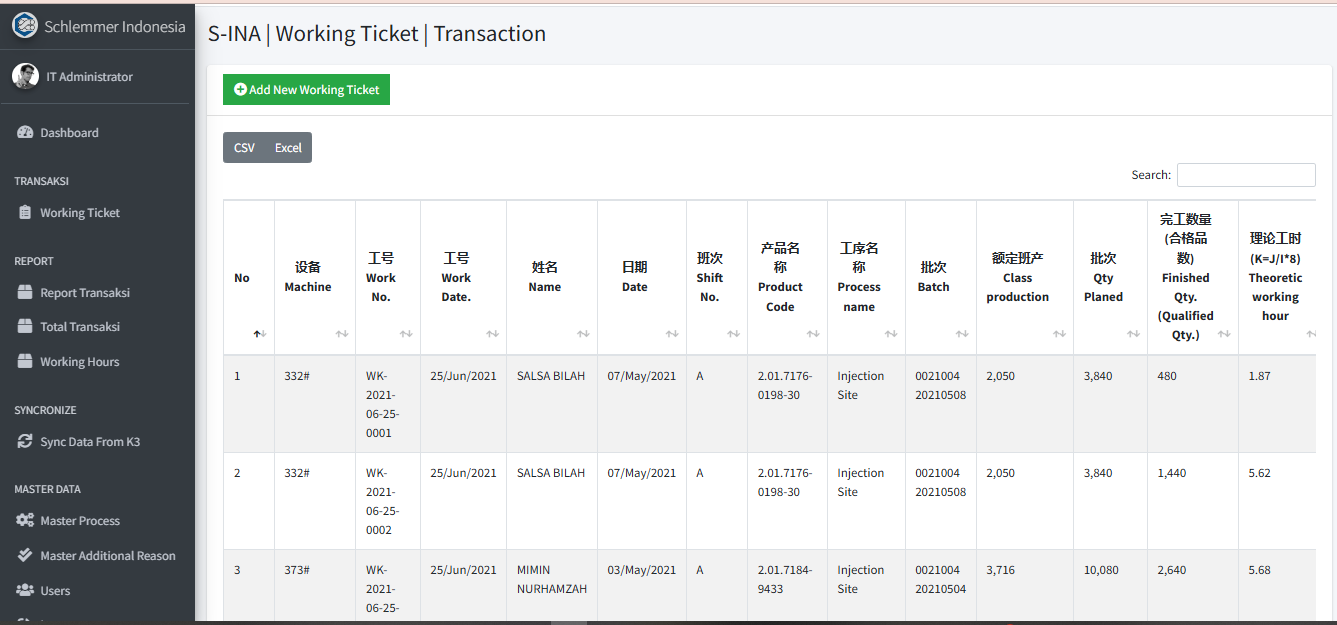 Schlemmer Indonesia
IT Administrator
Dashboard
TRANSAKSI
Working Ticket
REPORT
Report Transaksi
Total Transaksi
Working Hours
SYNCRONIZE
Sync Data From K3
MASTER DATA
Master Process
Master Additional Reason
Users
S-INA | Working Ticket | Transaction
Add New Working Ticket
CSV Excel
Search:
No
设备
Machine
工号
Work
No.
工号
Work
Date.
姓名
Name
日期
Date
班次
Shift
No.
产品名
称
Product
Code
工序名
称
Process
name
批次
Batch
额定班产
Class
production
批次
Qty
Planed
完工数量
(合格品
数)
Finished
Qty.
(Qualified
Qty.)
理论工时
(K=J/I*8)
Theoretic
working
hour
1
332#
WK-
2021-
06-25-
0001
25/Jun/2021
SALSA BILAH
07/May/2021
A
2.01.7176-
0198-30
Injection
Site
0021004
20210508
2,050
3,840
480
1.87
2
332#
WK-
2021-
06-25-
0002
25/Jun/2021
SALSA BILAH
07/May/2021
A
2.01.7176-
0198-30
Injection
Site
0021004
20210508
2,050
3,840
1,440
5.62
3
373#
WK-
2021-
06-25-
25/Jun/2021
MIMIN
NURHAMZAH
03/May/2021
A
2.01.7184-
9433
Injection
Site
0021004
20210504
3,716
10,080
2,640
5.68